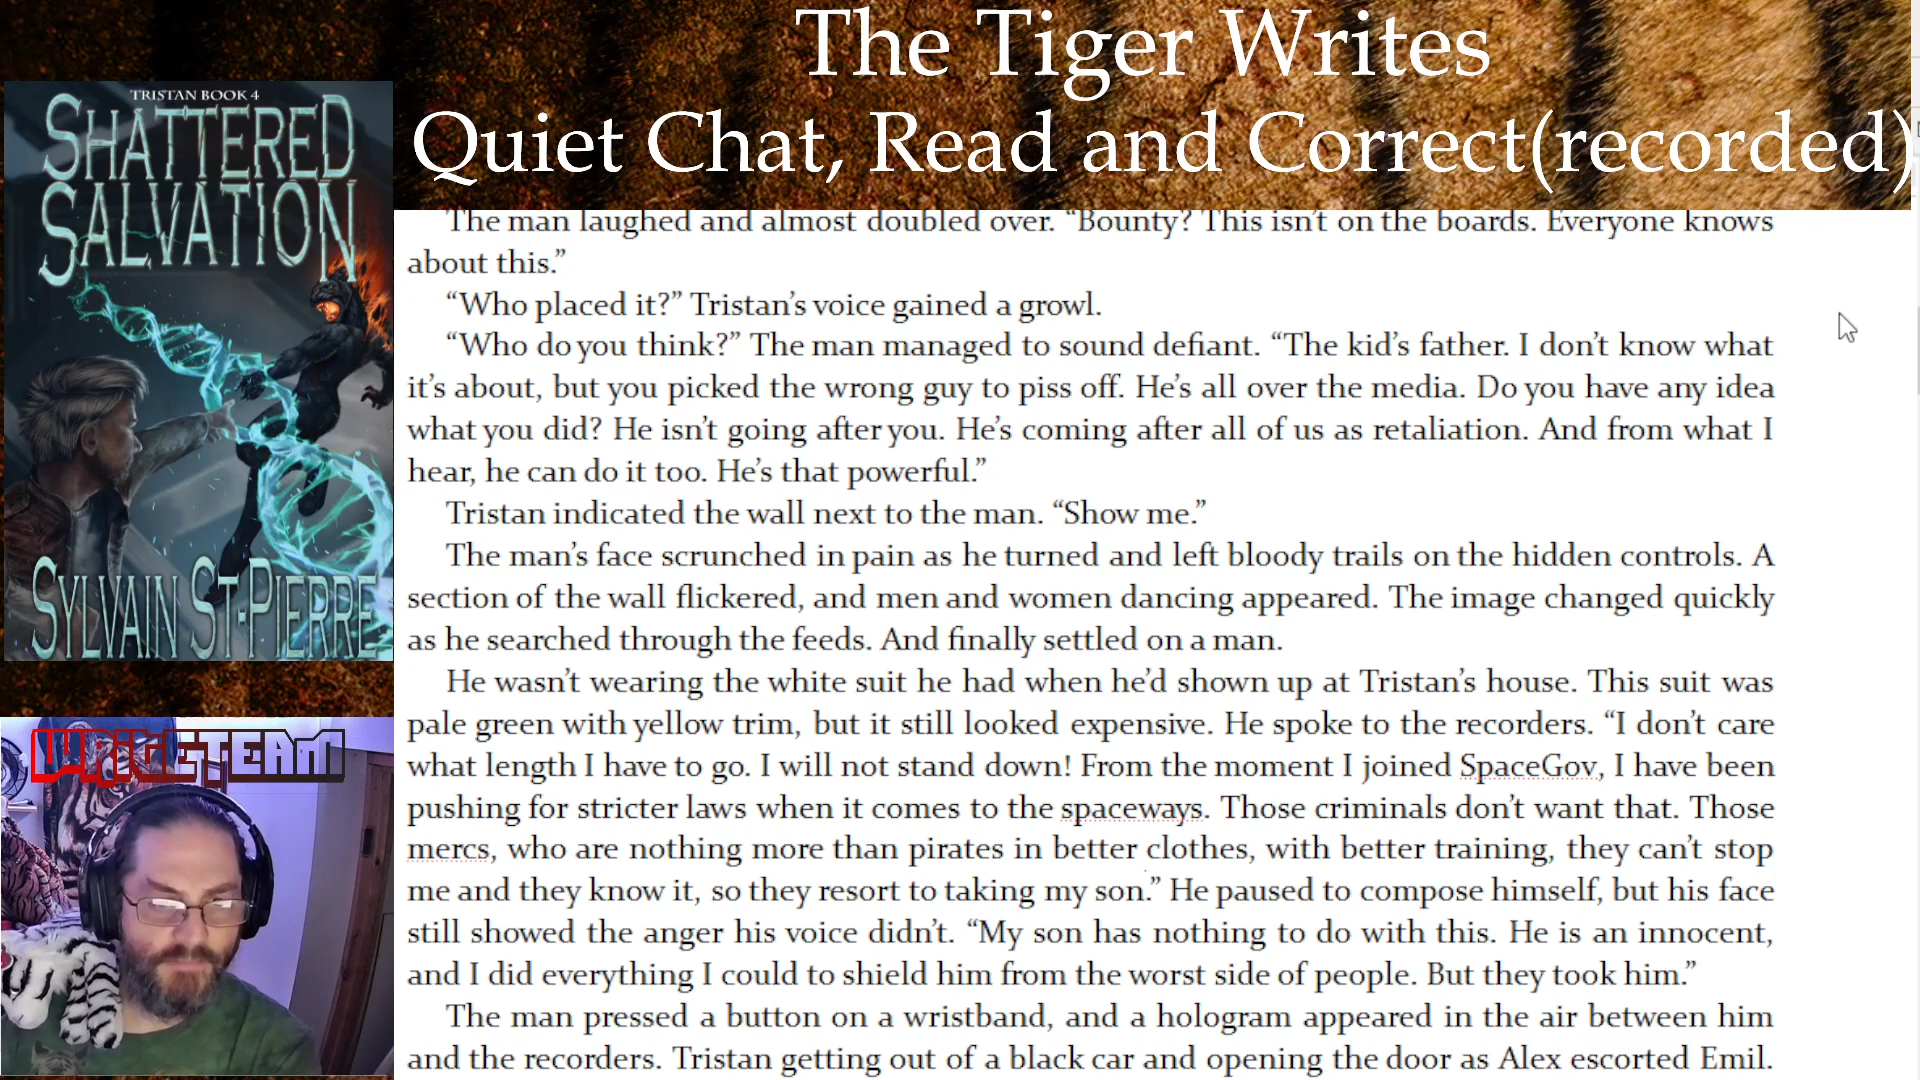 The Tiger Writes
Quiet Chat, Read and Correct(recorded)
TRISTAN BOOK 4
SHATTERED
SALVATION
SYLVAIN ST-PIERRE
WRITETEAM
The man laughed and almost doubled over. “Bounty? This isn’t on the boards. Everyone knows
about this.”
“Who placed it?” Tristan’s voice gained a growl.
“Who do you think?” The man managed to sound defiant. “The kid’s father. I don’t know what
it’s about, but you picked the wrong guy to piss off. He’s all over the media. Do you have any idea
what you did? He isn’t going after you. He’s coming after all of us as retaliation. And from what I
hear, he can do it too. He’s that powerful.”
Tristan indicated the wall next to the man. “Show me.”
The man’s face scrunched in pain as he turned and left bloody trails on the hidden controls. A
section of the wall flickered, and men and women dancing appeared. The image changed quickly
as he searched through the feeds. And finally settled on a man.
He wasn’t wearing the white suit he had when he’d shown up at Tristan’s house. This suit was
pale green with yellow trim, but it still looked expensive. He spoke to the recorders. “I don’t care
what length I have to go. I will not stand down! From the moment I joined SpaceGov, I have been
pushing for stricter laws when it comes to the spaceways. Those criminals don’t want that. Those
mercs, who are nothing more than pirates in better clothes, with better training, they can’t stop
me and they know it, so they resort to taking my son.” He paused to compose himself, but his face
still showed the anger his voice didn’t. “My son has nothing to do with this. He is an innocent,
and I did everything I could to shield him from the worst side of people. But they took him.”
The man pressed a button on a wristband, and a hologram appeared in the air between him
and the recorders. Tristan getting out of a black car and opening the door as Alex escorted Emil.